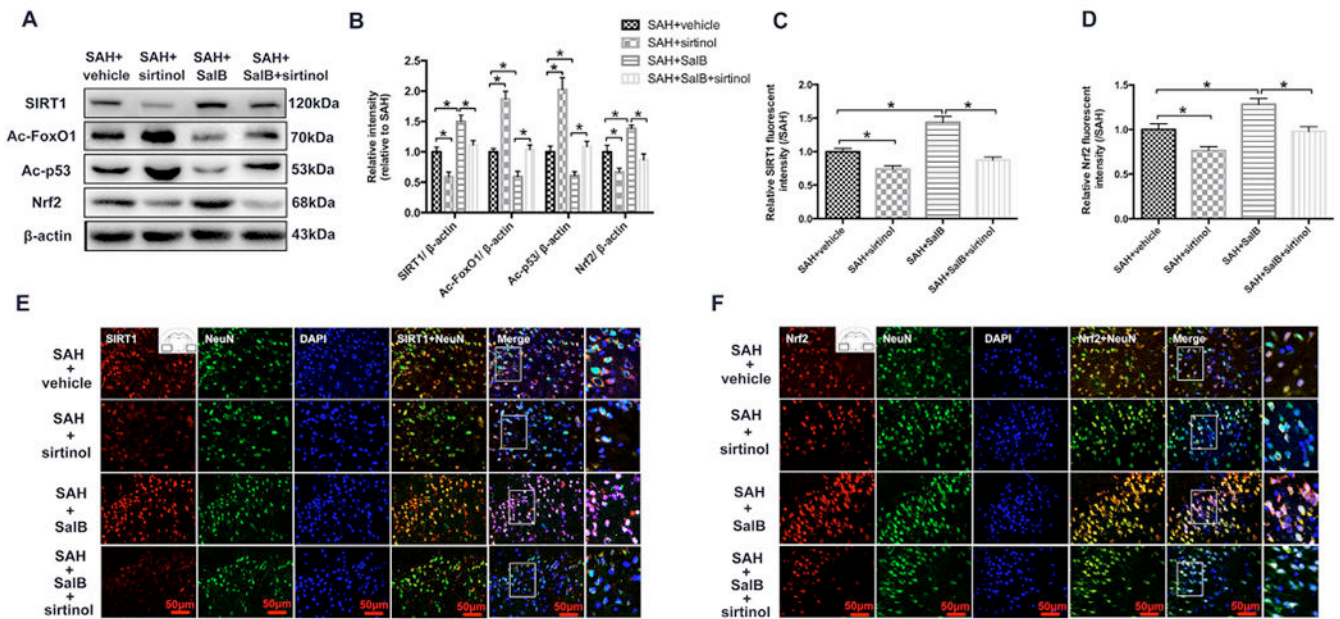 A
SAH+ vehicle
SAH+ sirtinol
SAH+ SalB
SAH+ SalB+sirtinol
SIRT1 120kDa
Ac-FoxO1 70kDa
Ac-p53 53kDa
Nrf2 68kDa
β-actin 43kDa
B
Relative intensity
(relative to SAH)
2.5
2.0
1.5
1.0
0.5
0.0
* * * * * * * * * * * *
SIRT1/ β-actin
Ac-FoxO1/ β-actin
Ac-p53/ β-actin
Nrf2/ β-actin
SAH+vehicle
SAH+sirtinol
SAH+SalB
SAH+SalB+sirtinol
C
Relative SIRT1 fluorescent
intensity (/SAH)
2.0
1.5
1.0
0.5
0.0
* * *
SAH+vehicle
SAH+sirtinol
SAH+SalB
SAH+SalB+sirtinol
D
Relative Nrf2 fluorescent
intensity (/SAH)
1.5
1.0
0.5
0.0
* * *
SAH+vehicle
SAH+sirtinol
SAH+SalB
SAH+SalB+sirtinol
E
SIRT1 NeuN DAPI SIRT1+NeuN Merge
SAH
+
vehicle
SAH
+
sirtinol
SAH
+
SalB
SAH
+
SalB
+
sirtinol
50μm 50μm 50μm 50μm 50μm
F
Nrf2 NeuN DAPI Nrf2+NeuN Merge
SAH
+
vehicle
SAH
+
sirtinol
SAH
+
SalB
SAH
+
SalB
+
sirtinol
50μm 50μm 50μm 50μm 50μm